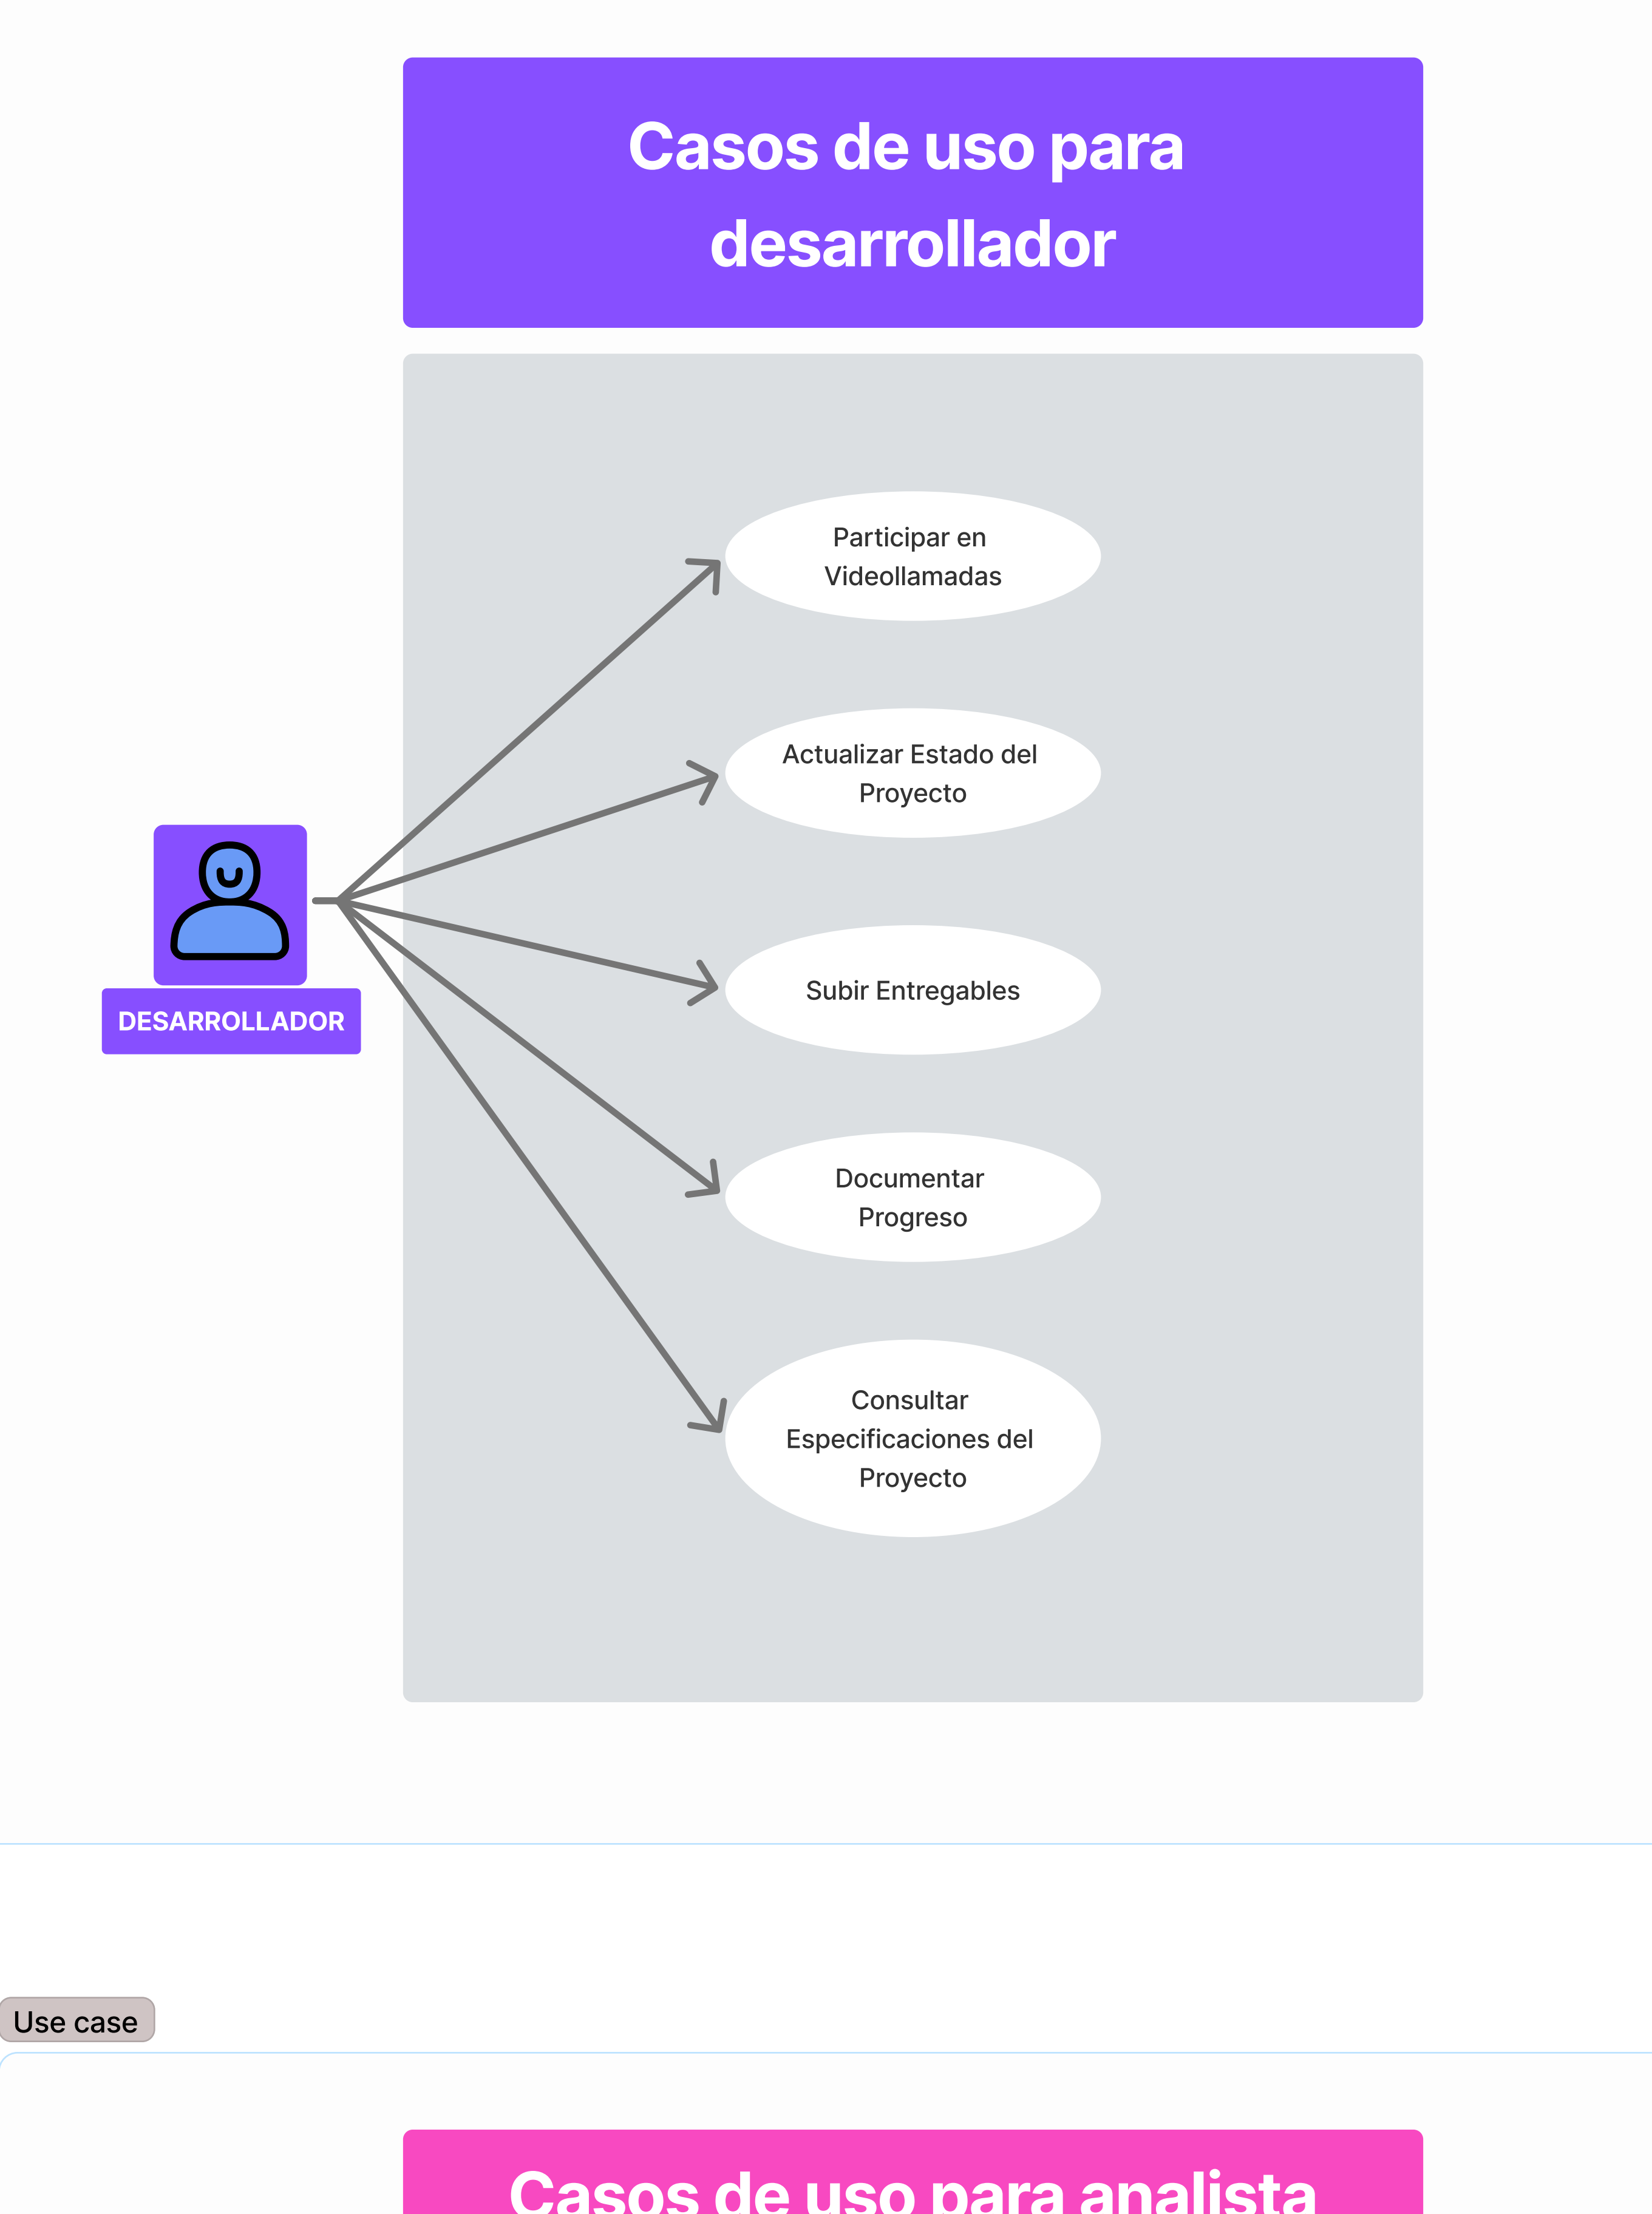 Casos de uso para
desarrollador
Participar en
Videollamadas
Actualizar Estado del
Proyecto
DESARROLLADOR
Subir Entregables
Documentar
Progreso
Consultar
Especificaciones del
Proyecto
Use case
Casos de uso para analista